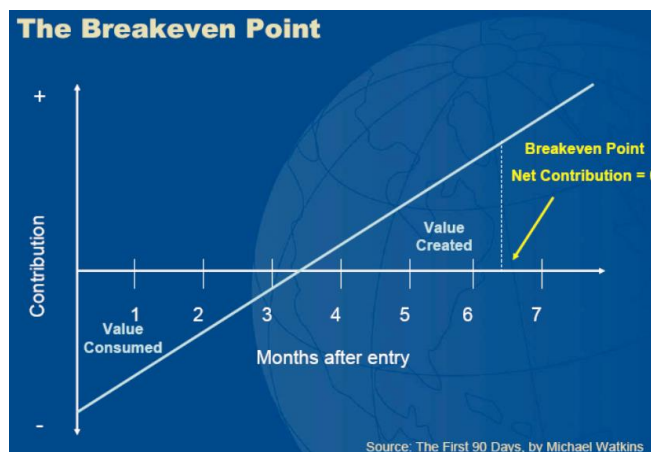 The Breakeven Point
+
Breakeven Point
Net Contribution =
Value
Created
Contribution
1 2 3 4 5 6 7
Value
Consumed
Months after entry
-
Source: The First 90 Days, by Michael Watkins